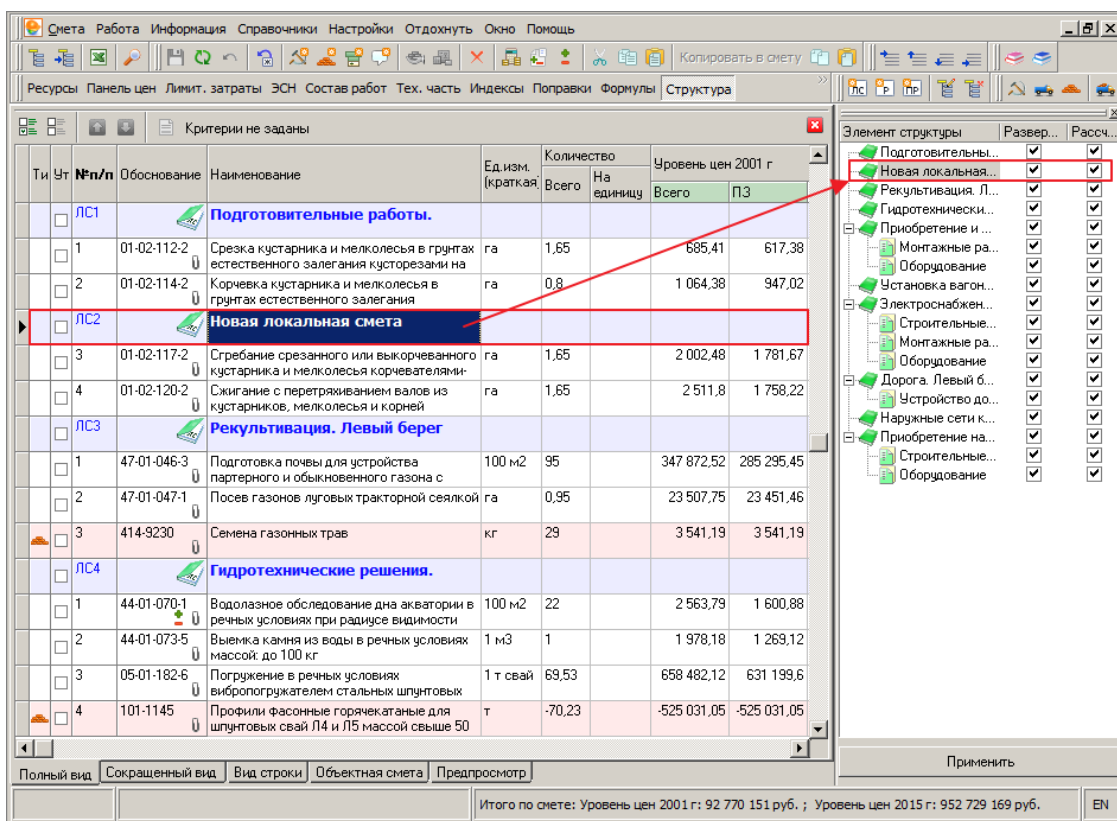 Смета Работа Информация Справочники Настройки Отдохнуть Окно Помощь
Копировать в смету
Ресурсы Панель цен Лимит. затраты ЭСН Состав работ Тех. часть Индексы Поправки Формулы Структура
ЛС Р ЛР
Критерии не заданы
Ти Ут №п/п Обоснование Наименование Ед.изм. (краткая) Количество Уровень цен 2001 г
Всего На единицу Всего ПЗ
ЛС1 Подготовительные работы.
1 01-02-112-2 Срезка кустарника и мелколесья в грунтах га 1,65 685,41 617,38
естественного залегания кусторезами на
2 01-02-114-2 Корчевка кустарника и мелколесья в га 0,8 1 064,38 947,02
грунтах естественного залегания
ЛС2 Новая локальная смета
3 01-02-117-2 Сгребание срезанного или выкорчеванного га 1,65 2 002,48 1 781,67
кустарника и мелколесья корчевателями-
4 01-02-120-2 Сжигание с перетряхиванием валов из га 1,65 2 511,8 1 758,22
кустарников, мелколесья и корней
ЛС3 Рекультивация. Левый берег
1 47-01-046-3 Подготовка почвы для устройства 100 м2 95 347 872,52 285 295,45
партерного и обыкновенного газона с
2 47-01-047-1 Посев газонов луговых тракторной сеялкой га 0,95 23 507,75 23 451,46
3 414-9230 Семена газонных трав кг 29 3 541,19 3 541,19
ЛС4 Гидротехнические решения.
1 44-01-070-1 Водолазное обследование дна акватории в 100 м2 22 2 563,79 1 600,88
речных условиях при радиусе видимости
2 44-01-073-5 Выемка камня из воды в речных условиях 1 м3 1 1 978,18 1 269,12
массой: до 100 кг
3 05-01-182-6 Погружение в речных условиях 1 т свай 69,53 658 482,12 631 199,6
вибропогружателем стальных шпунтовых
4 101-1145 Профили фасонные горячекатаные для т -70,23 -525 031,05 -525 031,05
шпунтовых свай Л4 и Л5 массой свыше 50
Полный вид Сокращенный вид Вид строки Объектная смета Предпросмотр
Элемент структуры Развер... Рассч...
Подготовительны...
Новая локальная...
Рекультивация. Л...
Гидротехнически...
Приобретение и ...
Монтажные ра...
Оборудование
Установка вагон...
Электроснабжен...
Строительные...
Монтажные ра...
Оборудование
Дорога. Левый б...
Устройство до...
Наружные сети к...
Приобретение на...
Строительные...
Оборудование
Применить
Итого по смете: Уровень цен 2001 г: 92 770 151 руб. ; Уровень цен 2015 г: 952 729 169 руб. EN